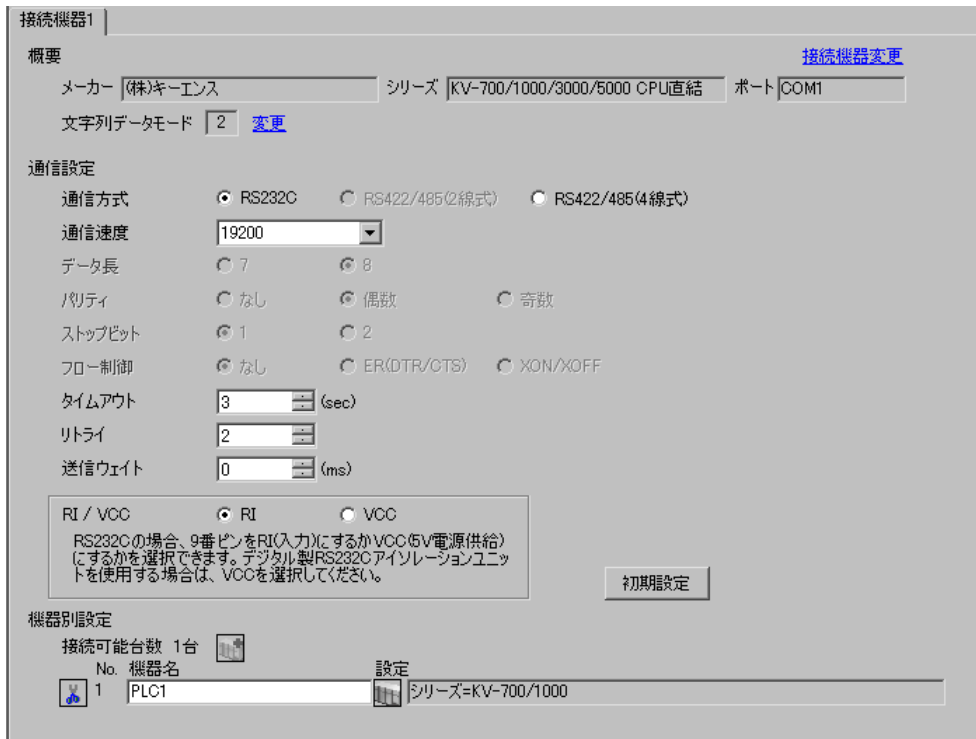 接続機器1
概要
接続機器変更
メーカー (株)キーエンス シリーズ KV-700/1000/3000/5000 CPU直結 ポート COM1
文字列データモード 2 変更
通信設定
通信方式 RS232C RS422/485(2線式) RS422/485(4線式)
通信速度 19200
データ長 7 8
パリティ なし 偶数 奇数
ストップビット 1 2
フロー制御 なし ER(DTR/CTS) XON/XOFF
タイムアウト 3 (sec)
リトライ 2
送信ウェイト 0 (ms)
RI / VCC RI VCC
RS232Cの場合、9番ピンをRI(入力)にするかVCC(5V電源供給)
にするかを選択できます。デジタル製RS232Cアイソレーションユニッ
トを使用する場合は、VCCを選択してください。
初期設定
機器別設定
接続可能台数 1台
No. 機器名 設定
1 PLC1 シリーズ=KV-700/1000